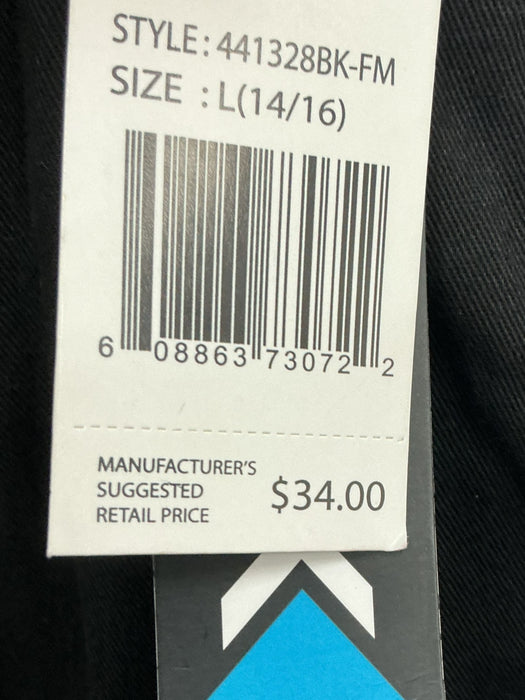 STYLE: 441328BK-FM
SIZE : L(14/16)
6 08863 73072 2
MANUFACTURER'S
SUGGESTED
RETAIL PRICE
$34.00